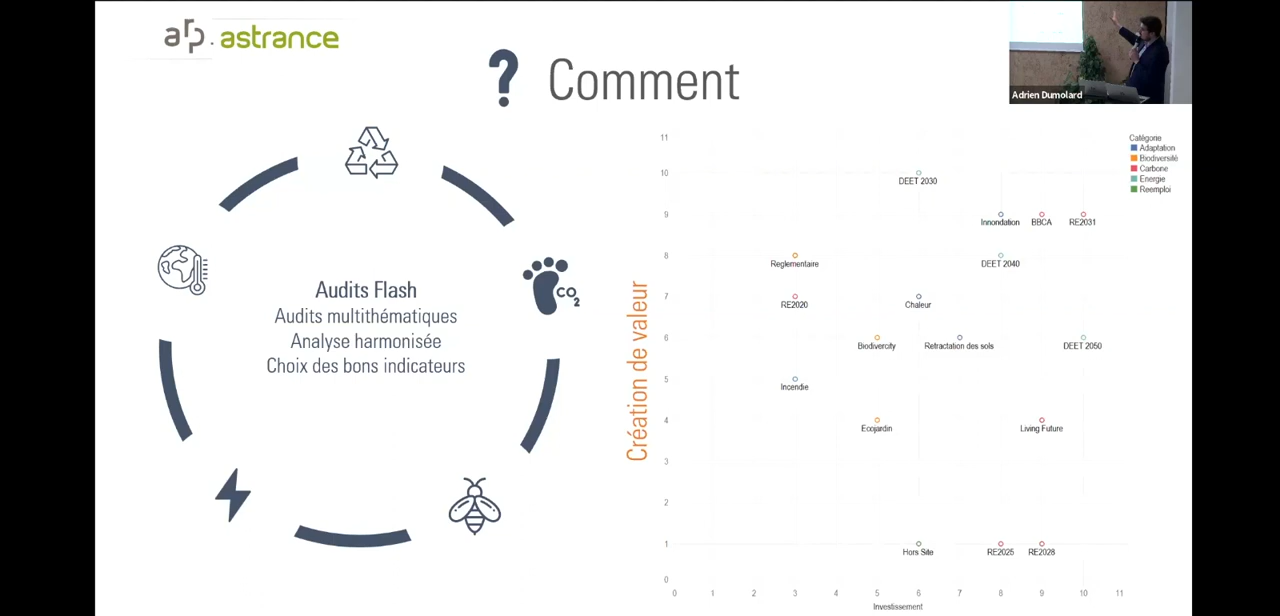 arp. astrance
? Comment
Adrien Dumolard
Audits Flash
Audits multithématiques
Analyse harmonisée
Choix des bons indicateurs
CO2
Création de valeur
11
10
9
8
7
6
5
4
3
2
1
0
DEET 2030
Innondation
BBCA
RE2031
Reglementaire
DEET 2040
RE2020
Chaleur
Biodivercity
Retractation des sols
DEET 2050
Incendie
Ecojardin
Living Future
Hors Site
RE2025
RE2028
0 1 2 3 4 5 6 7 8 9 10 11
Investissement
Catégorie
Adaptation
Biodiversité
Carbone
Energie
Reemploi